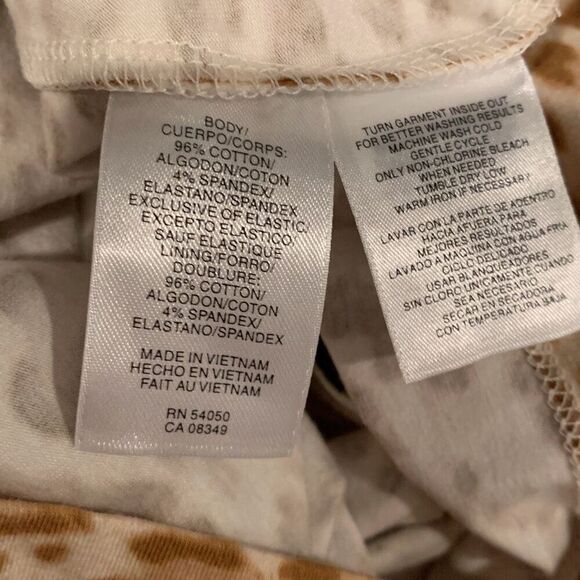 BODY/
CUERPO/CORPS:
96% COTTON/
ALGODON/COTON
4% SPANDEX/
ELASTANO/SPANDEX
EXCLUSIVE OF ELASTIC/
EXCEPTO ELASTICO/
SAUF ELASTIQUE
LINING/FORRO/
DOUBLURE:
96% COTTON/
ALGODON/COTON
4% SPANDEX/
ELASTANO/SPANDEX
MADE IN VIETNAM
HECHO EN VIETNAM
FAIT AU VIETNAM
RN 54050
CA 08349
TURN GARMENT INSIDE OUT
FOR BETTER WASHING RESULTS
MACHINE WASH COLD
GENTLE CYCLE
ONLY NON-CHLORINE BLEACH
WHEN NEEDED
TUMBLE DRY LOW
WARM IRON IF NECESSARY
LAVAR CON LA PARTE DE ADENTRO
HACIA AFUERA PARA
MEJORES RESULTADOS
LAVADO A MAQUINA CON AGUA FRIA
CICLO DELICADO
USAR BLANQUEADORES
SIN CLORO UNICAMENTE CUANDO
SEA NECESARIO
SECAR EN SECADORA
CON TEMPERATURA BAJA